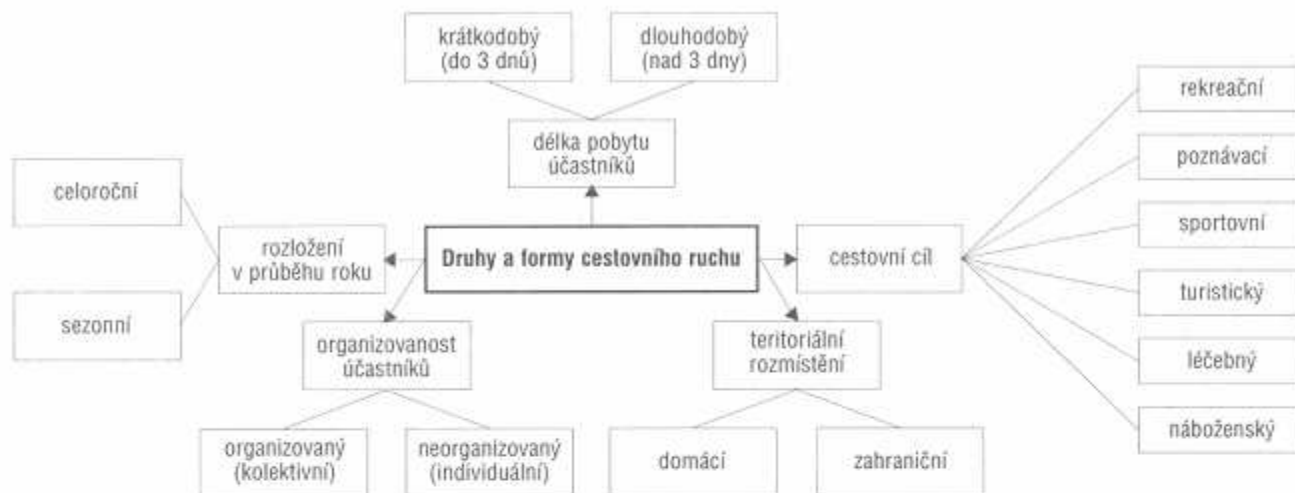 krátkodobý
(do 3 dnů)
dlouhodobý
(nad 3 dny)
rekreační
délka pobytu
účastníků
poznávací
celoroční
sportovní
rozložení
v průběhu roku
Druhy a formy cestovního ruchu
cestovní cíl
turistický
sezonní
organizovanost
účastníků
teritoriální
rozmístění
léčebný
organizovaný
(kolektivní)
neorganizovaný
(individuální)
domácí
zahraniční
náboženský